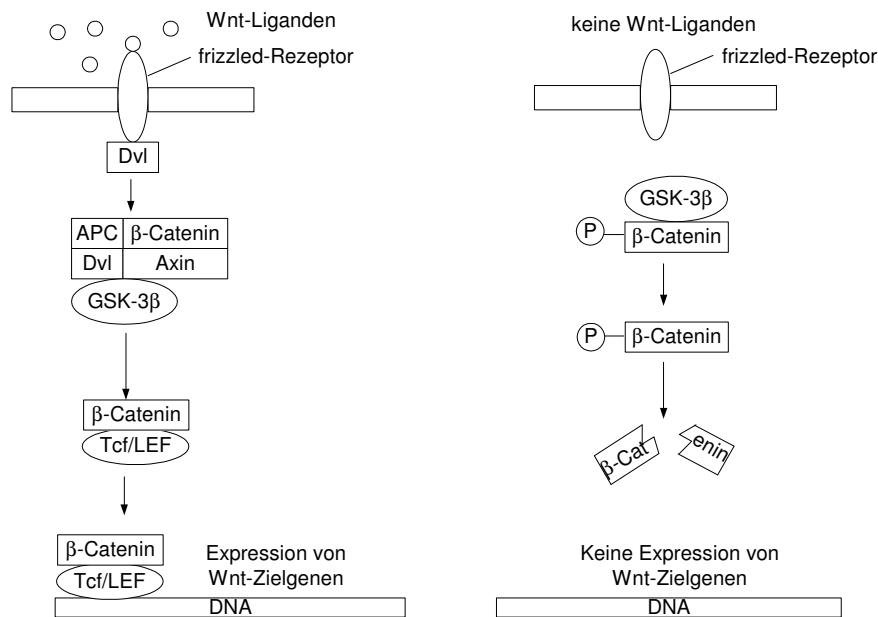 Wnt-Liganden
frizzled-Rezeptor
Dvl
APC β-Catenin
Dvl Axin
GSK-3β
β-Catenin
Tcf/LEF
β-Catenin
Tcf/LEF
Expression von
Wnt-Zielgenen
DNA
keine Wnt-Liganden
frizzled-Rezeptor
GSK-3β
P β-Catenin
P β-Catenin
β-Cat enin
Keine Expression von
Wnt-Zielgenen
DNA